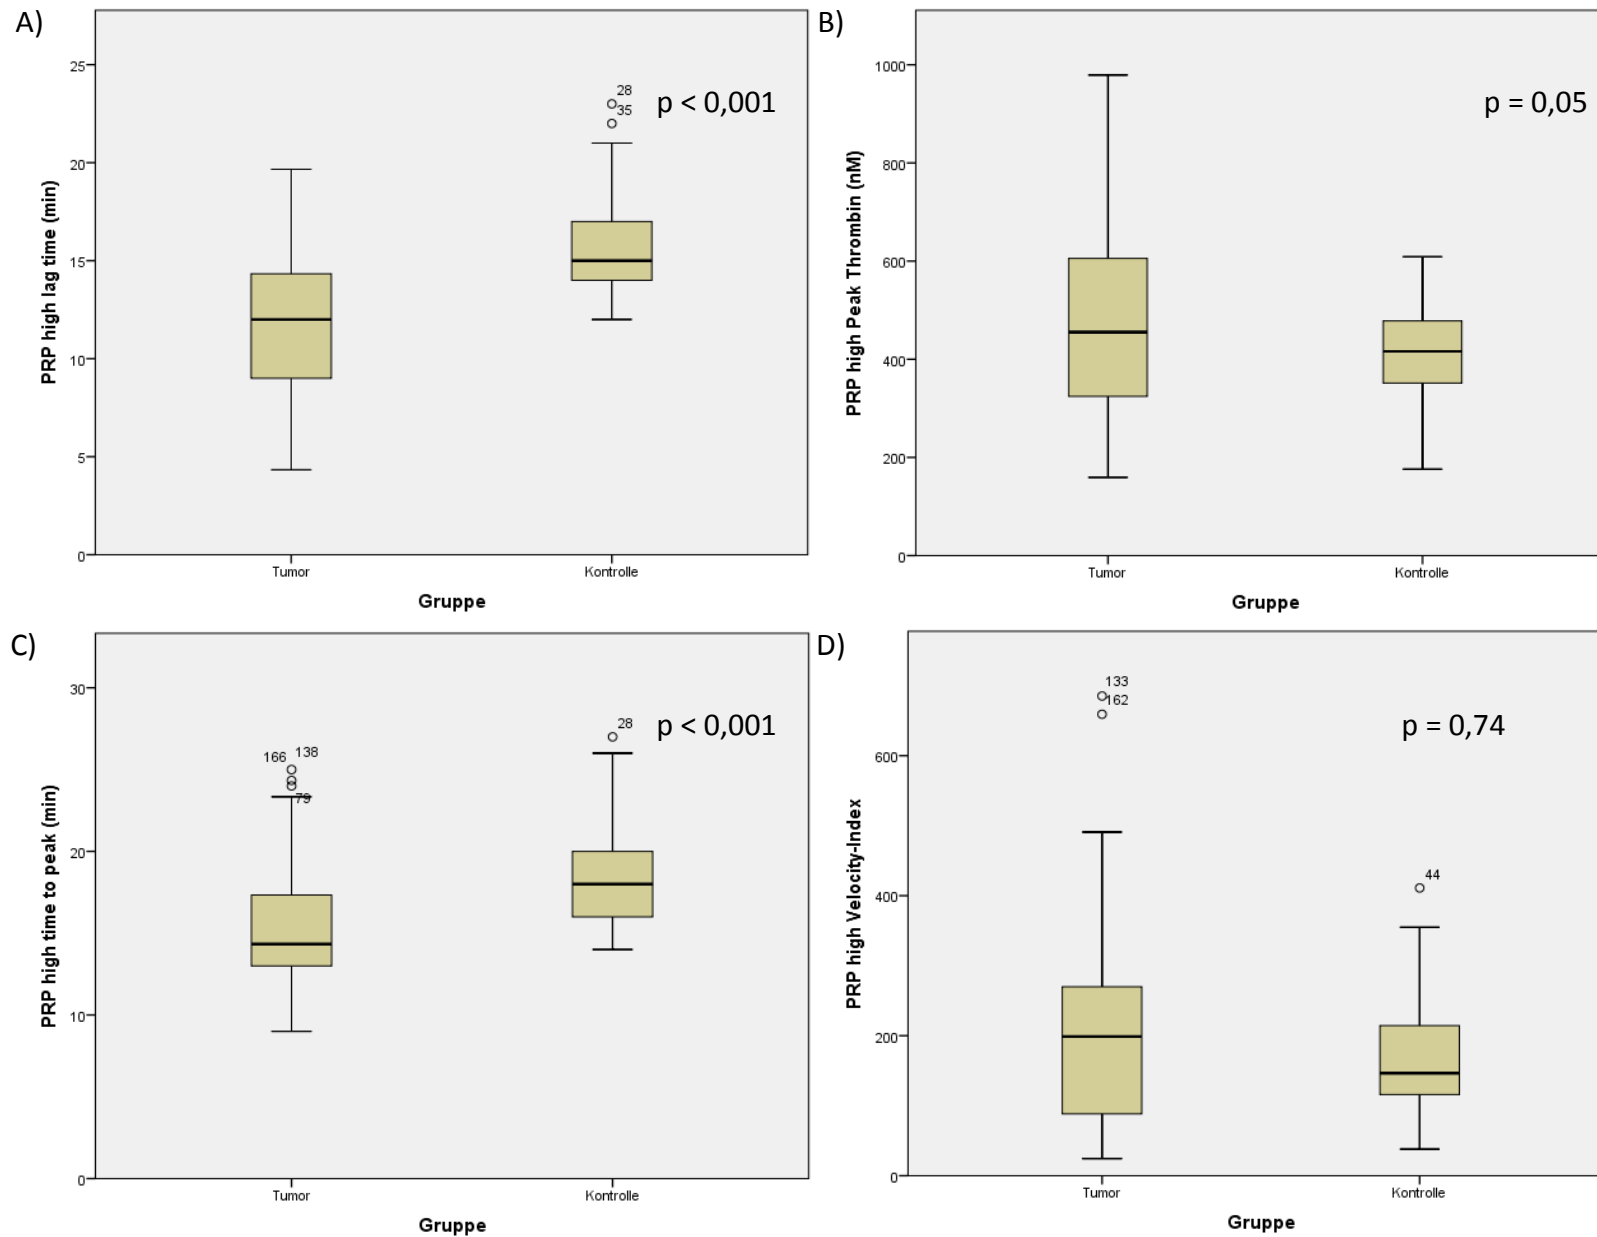 A)
PRP high lag time (min)
25
20
15
10
5
0
28
35
p < 0,001
Tumor
Kontrolle
Gruppe
B)
PRP high Peak Thrombin (nM)
1000
800
600
400
200
0
p = 0,05
Tumor
Kontrolle
Gruppe
C)
PRP high time to peak (min)
30
20
10
0
166
138
79
28
p < 0,001
Tumor
Kontrolle
Gruppe
D)
PRP high Velocity-Index
600
400
200
0
133
162
44
p = 0,74
Tumor
Kontrolle
Gruppe